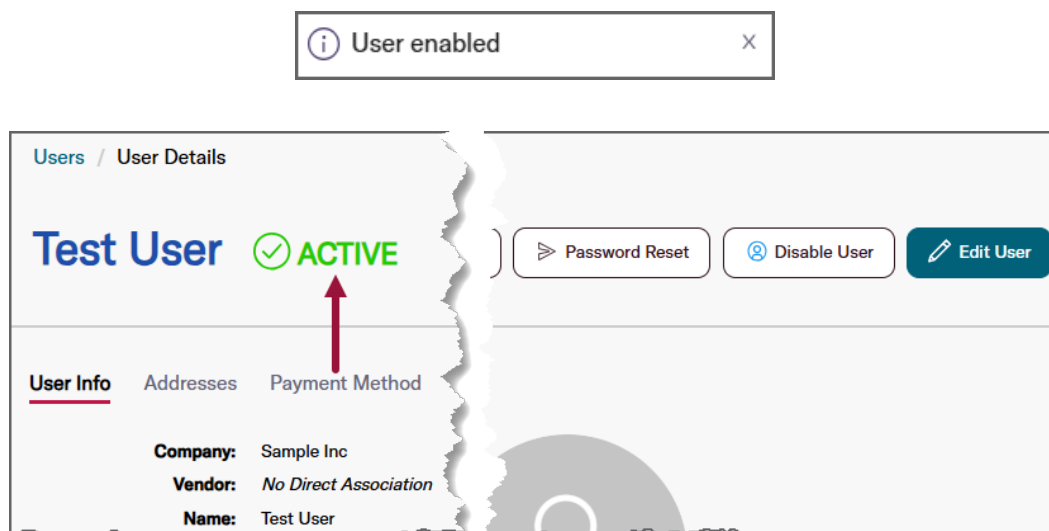 User enabled
Users / User Details
Test User ACTIVE Password Reset Disable User Edit User
User Info Addresses Payment Method
Company: Sample Inc
Vendor: No Direct Association
Name: Test User